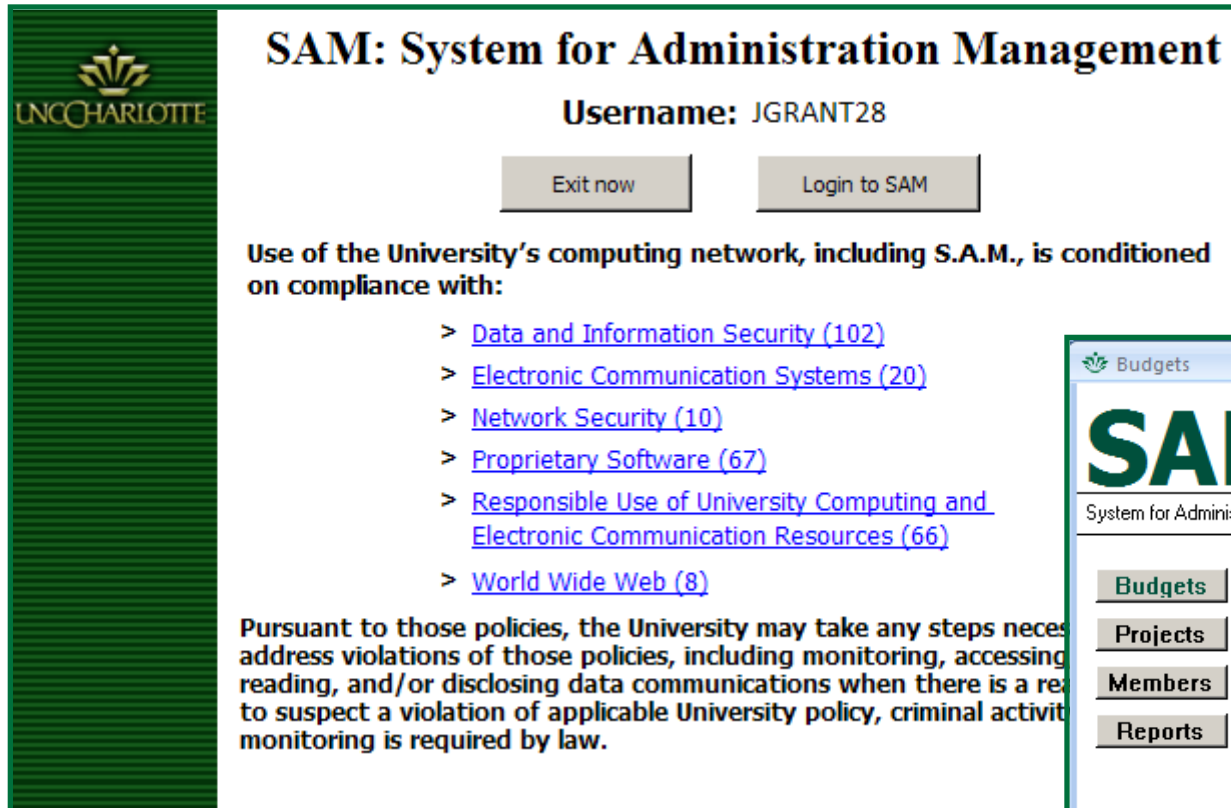 UNC CHARLOTTE
SAM: System for Administration Management
Username: JGRANT28
Exit now
Login to SAM
Use of the University's computing network, including S.A.M., is conditioned
on compliance with:
> Data and Information Security (102)
> Electronic Communication Systems (20)
> Network Security (10)
> Proprietary Software (67)
> Responsible Use of University Computing and
Electronic Communication Resources (66)
> World Wide Web (8)
Pursuant to those policies, the University may take any steps neces
address violations of those policies, including monitoring, accessing
reading, and/or disclosing data communications when there is a rea
to suspect a violation of applicable University policy, criminal activit
monitoring is required by law.
Budgets
SA
System for Adminis
Budgets
Projects
Members
Reports